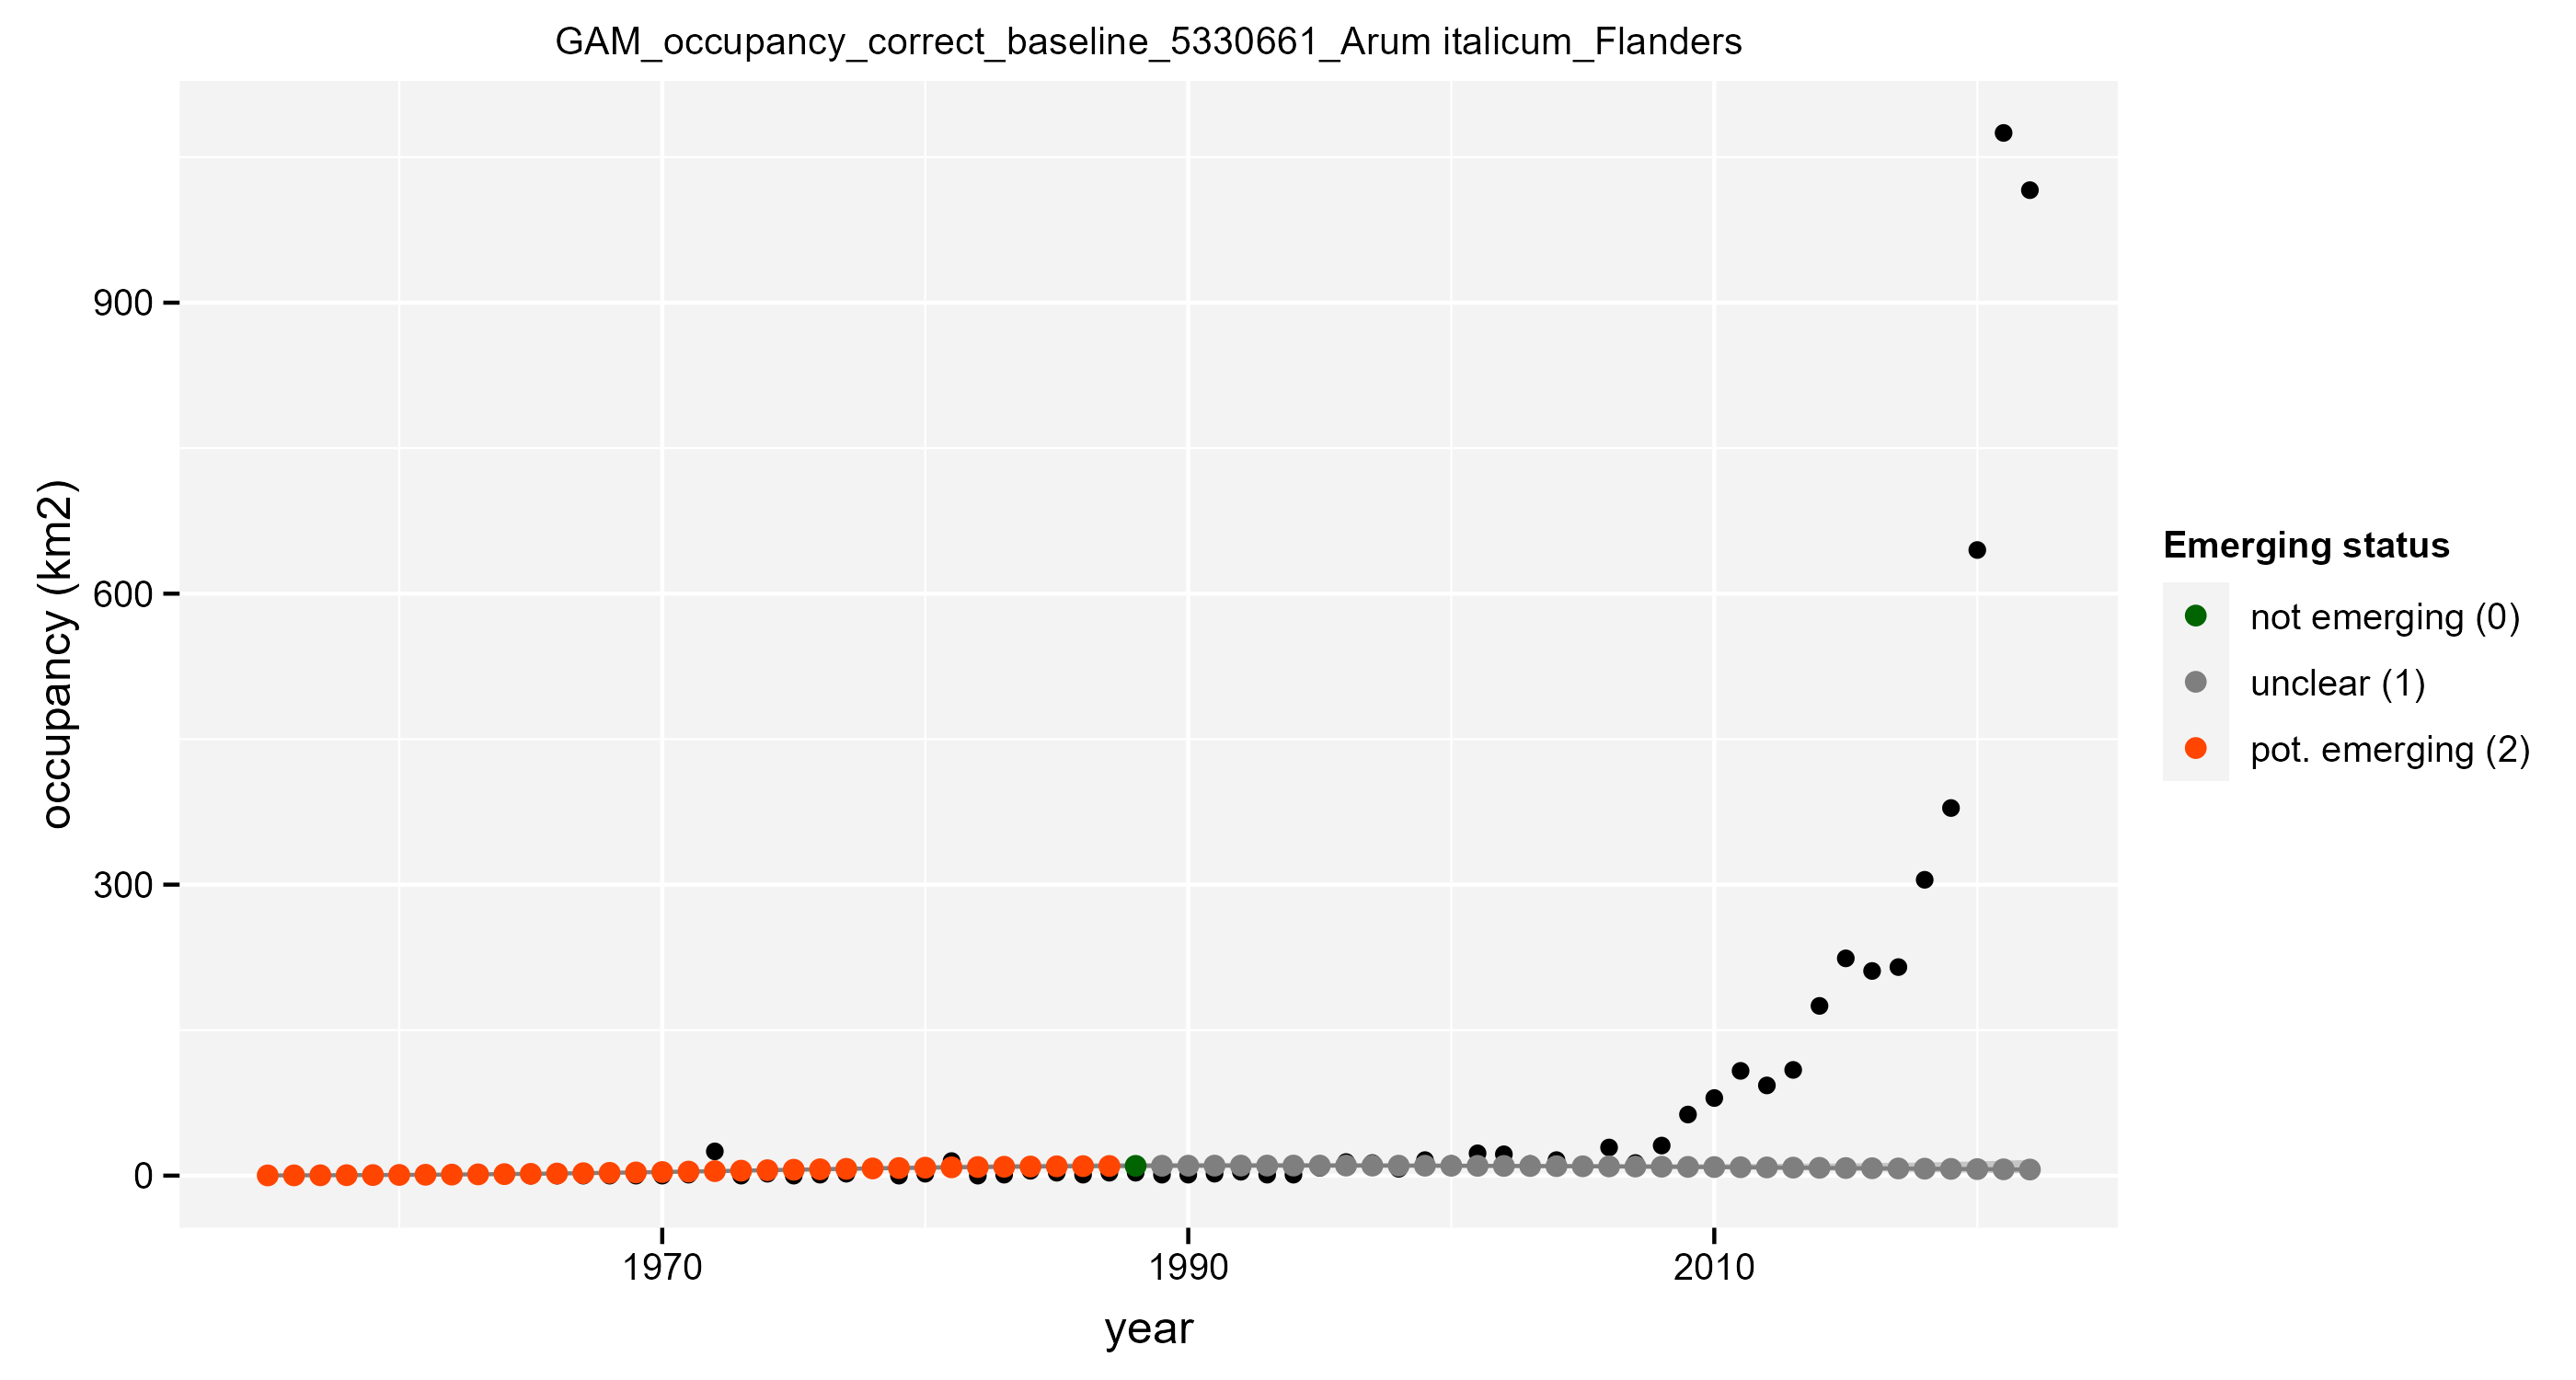 GAM_occupancy_correct_baseline_5330661_Arum italicum_Flanders
occupancy (km2)
900
600
300
0
1970
1990
2010
year
Emerging status
not emerging (0)
unclear (1)
pot. emerging (2)